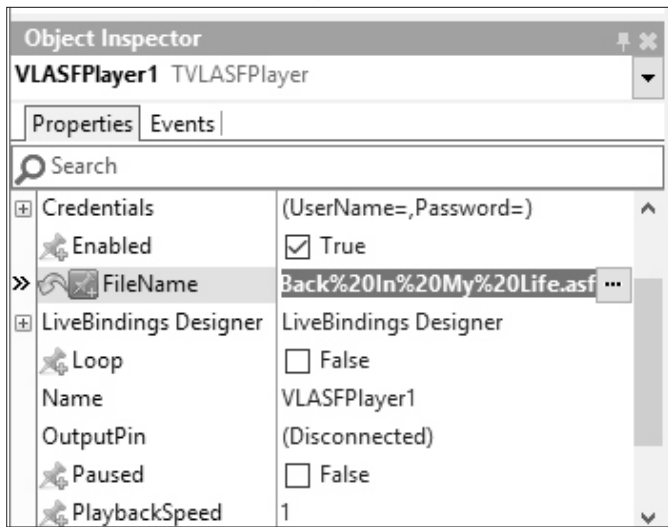 Object Inspector
VLASFPlayer1 TVLASFPlayer
Properties Events
Search
Credentials (UserName=,Password=)
Enabled True
FileName Back%20In%20My%20Life.asf ...
LiveBindings Designer LiveBindings Designer
Loop False
Name VLASFPlayer1
OutputPin (Disconnected)
Paused False
PlaybackSpeed 1